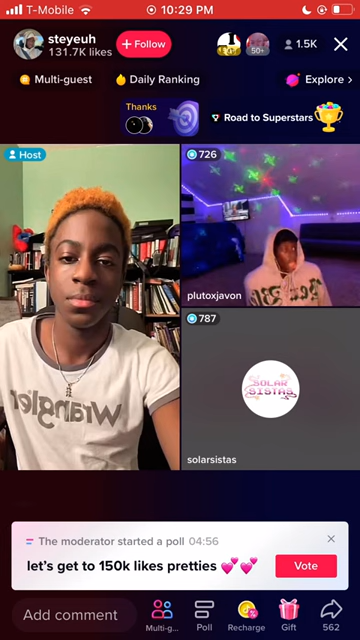 T-Mobile 10:29 PM
steyeuh
131.7K likes
+ Follow
50+
1.5K
Multi-guest
Daily Ranking
Explore >
Thanks
Road to Superstars
Host
726
plutoxjavon
Wrangler
787
SOLAR
SISTAS
solarsistas
The moderator started a poll 04:56
let's get to 150k likes pretties 💕💕
Vote
Add comment
Multi-g...
Poll
Recharge
Gift
562